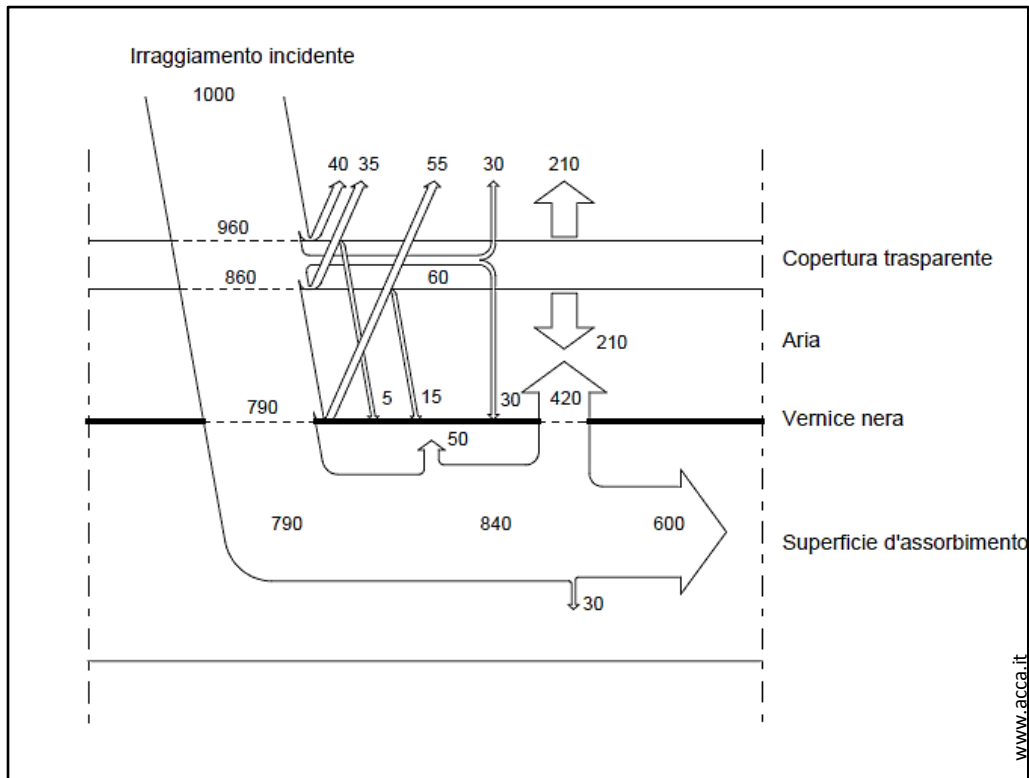 Irraggiamento incidente
1000
40 35 55 30 210
960
Copertura trasparente
860 60
210
Aria
5 15 30 420
790
Vernice nera
50
790 840 600
Superficie d'assorbimento
30
www.acca.it